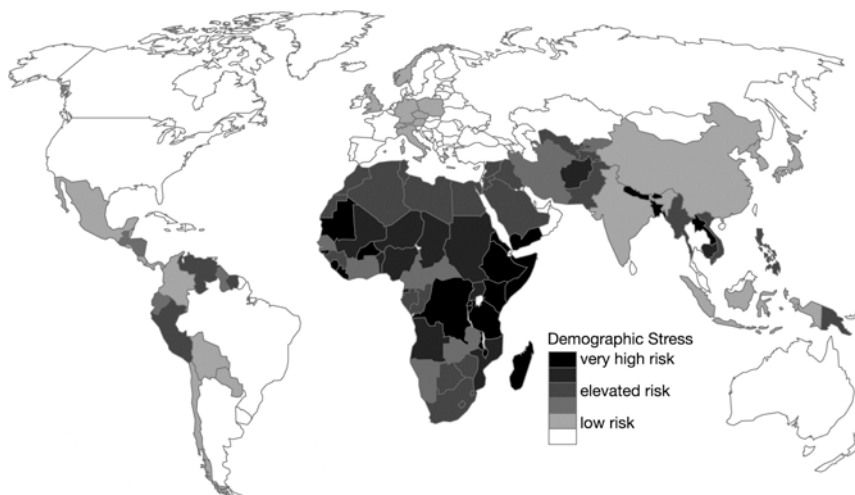 Demographic Stress
very high risk
elevated risk
low risk